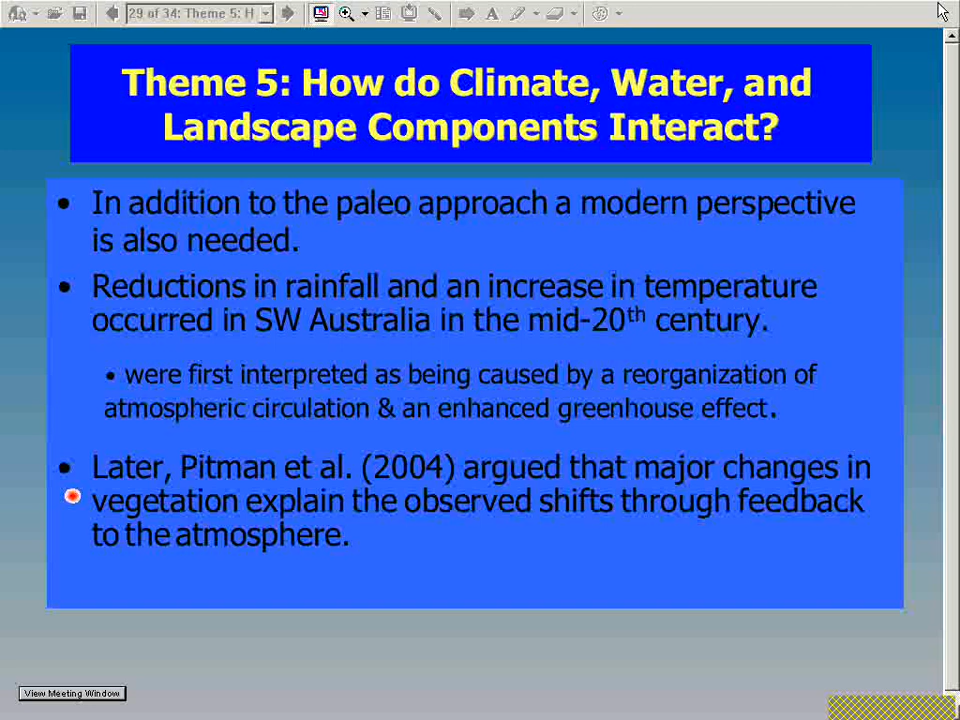 29 of 34: Theme 5: H
Theme 5: How do Climate, Water, and
Landscape Components Interact?
• In addition to the paleo approach a modern perspective
is also needed.
• Reductions in rainfall and an increase in temperature
occurred in SW Australia in the mid-20th century.
• were first interpreted as being caused by a reorganization of
atmospheric circulation & an enhanced greenhouse effect.
• Later, Pitman et al. (2004) argued that major changes in
vegetation explain the observed shifts through feedback
to the atmosphere.
View Meeting Window